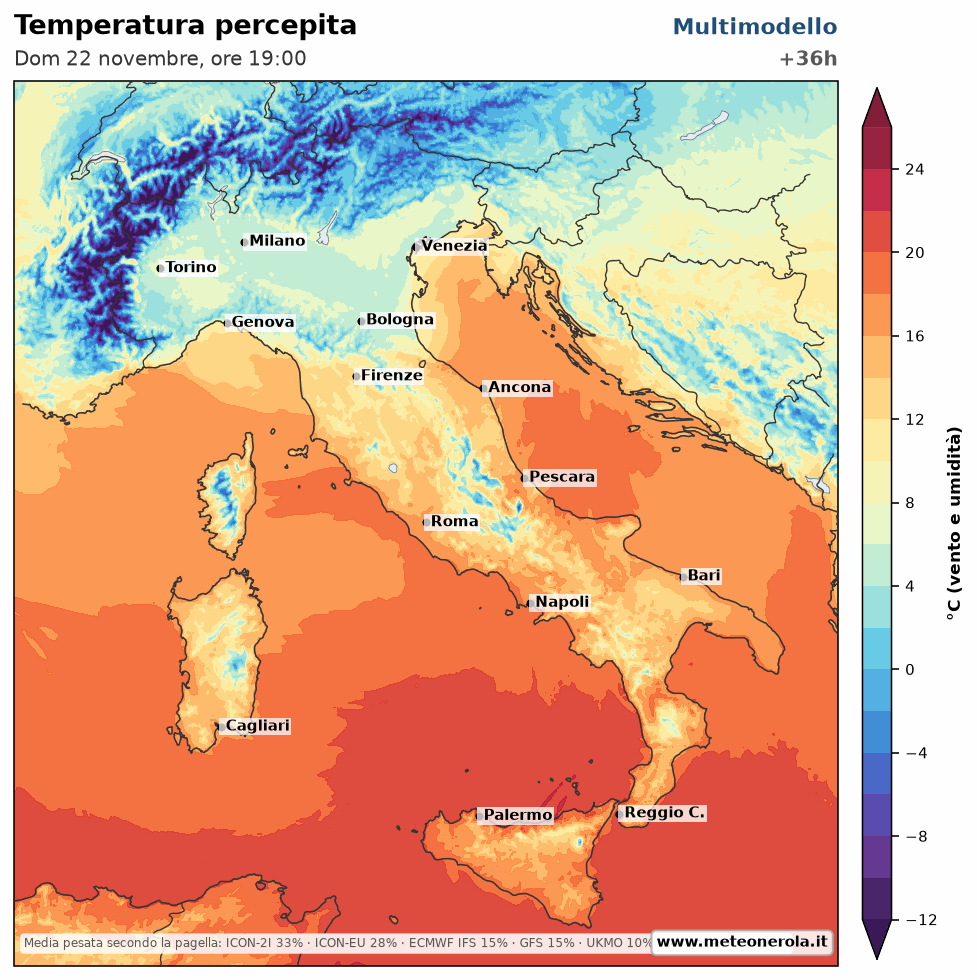 Temperatura percepita
Multimodello
Dom 22 novembre, ore 19:00
+36h
Milano
Venezia
Torino
Genova
Bologna
Firenze
Ancona
Pescara
Roma
Bari
Napoli
Cagliari
Palermo
Reggio C.
24
20
16
12
8
4
0
−4
−8
−12
°C (vento e umidità)
Media pesata secondo la pagella: ICON-2I 33% · ICON-EU 28% · ECMWF IFS 15% · GFS 15% · UKMO 10%
www.meteonerola.it